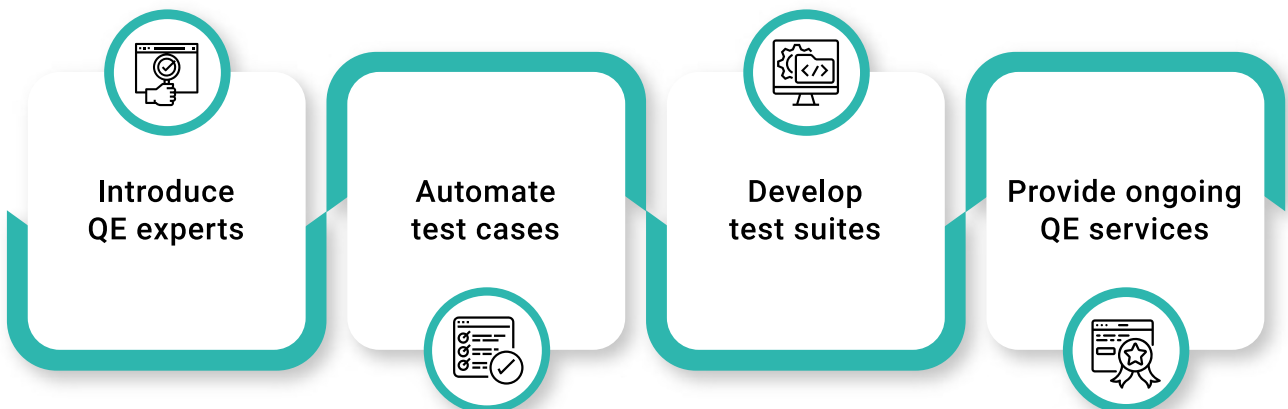 Introduce
QE experts
Automate
test cases
Develop
test suites
Provide ongoing
QE services